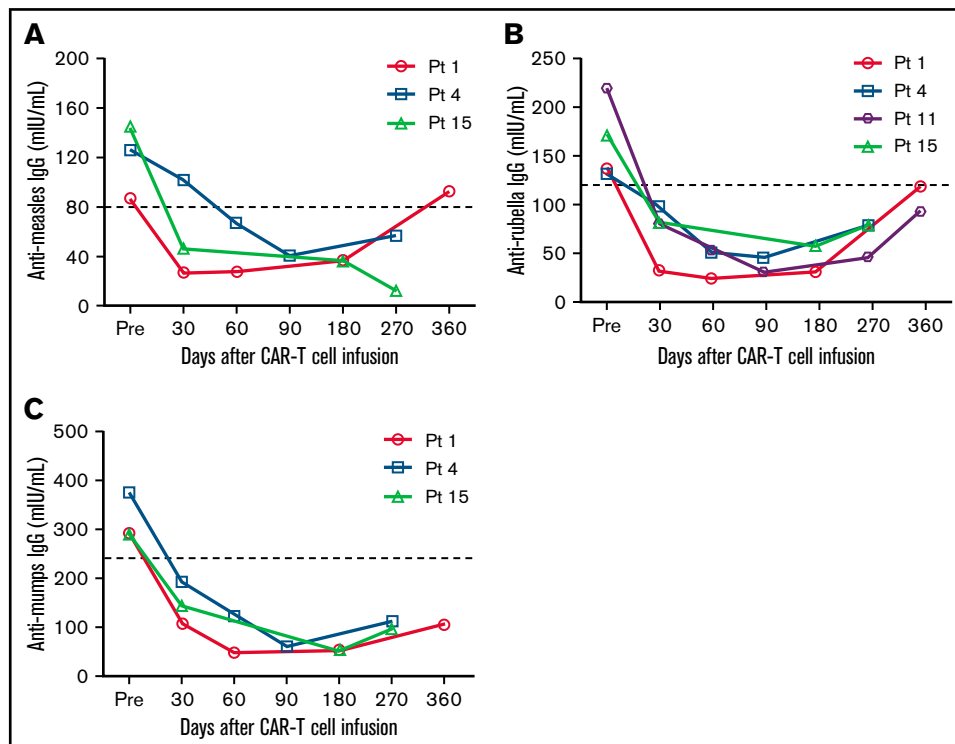 A
Anti-measles IgG (mIU/mL)
200
160
120
80
40
0
Pre 30 60 90 180 270 360
Days after CAR-T cell infusion
Pt 1
Pt 4
Pt 15
B
Anti-rubella IgG (mIU/mL)
250
200
150
100
50
0
Pre 30 60 90 180 270 360
Days after CAR-T cell infusion
Pt 1
Pt 4
Pt 11
Pt 15
C
Anti-mumps IgG (mIU/mL)
500
400
300
200
100
0
Pre 30 60 90 180 270 360
Days after CAR-T cell infusion
Pt 1
Pt 4
Pt 15